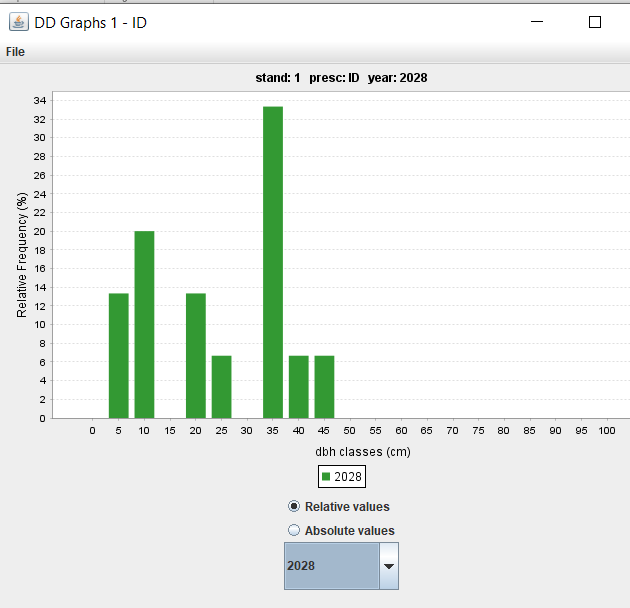 DD Graphs 1 - ID
File
stand: 1 presc: ID year: 2028
34
32
30
28
26
24
22
20
18
16
14
12
10
8
6
4
2
0
Relative Frequency (%)
0 5 10 15 20 25 30 35 40 45 50 55 60 65 70 75 80 85 90 95 100
dbh classes (cm)
2028
Relative values
Absolute values
2028